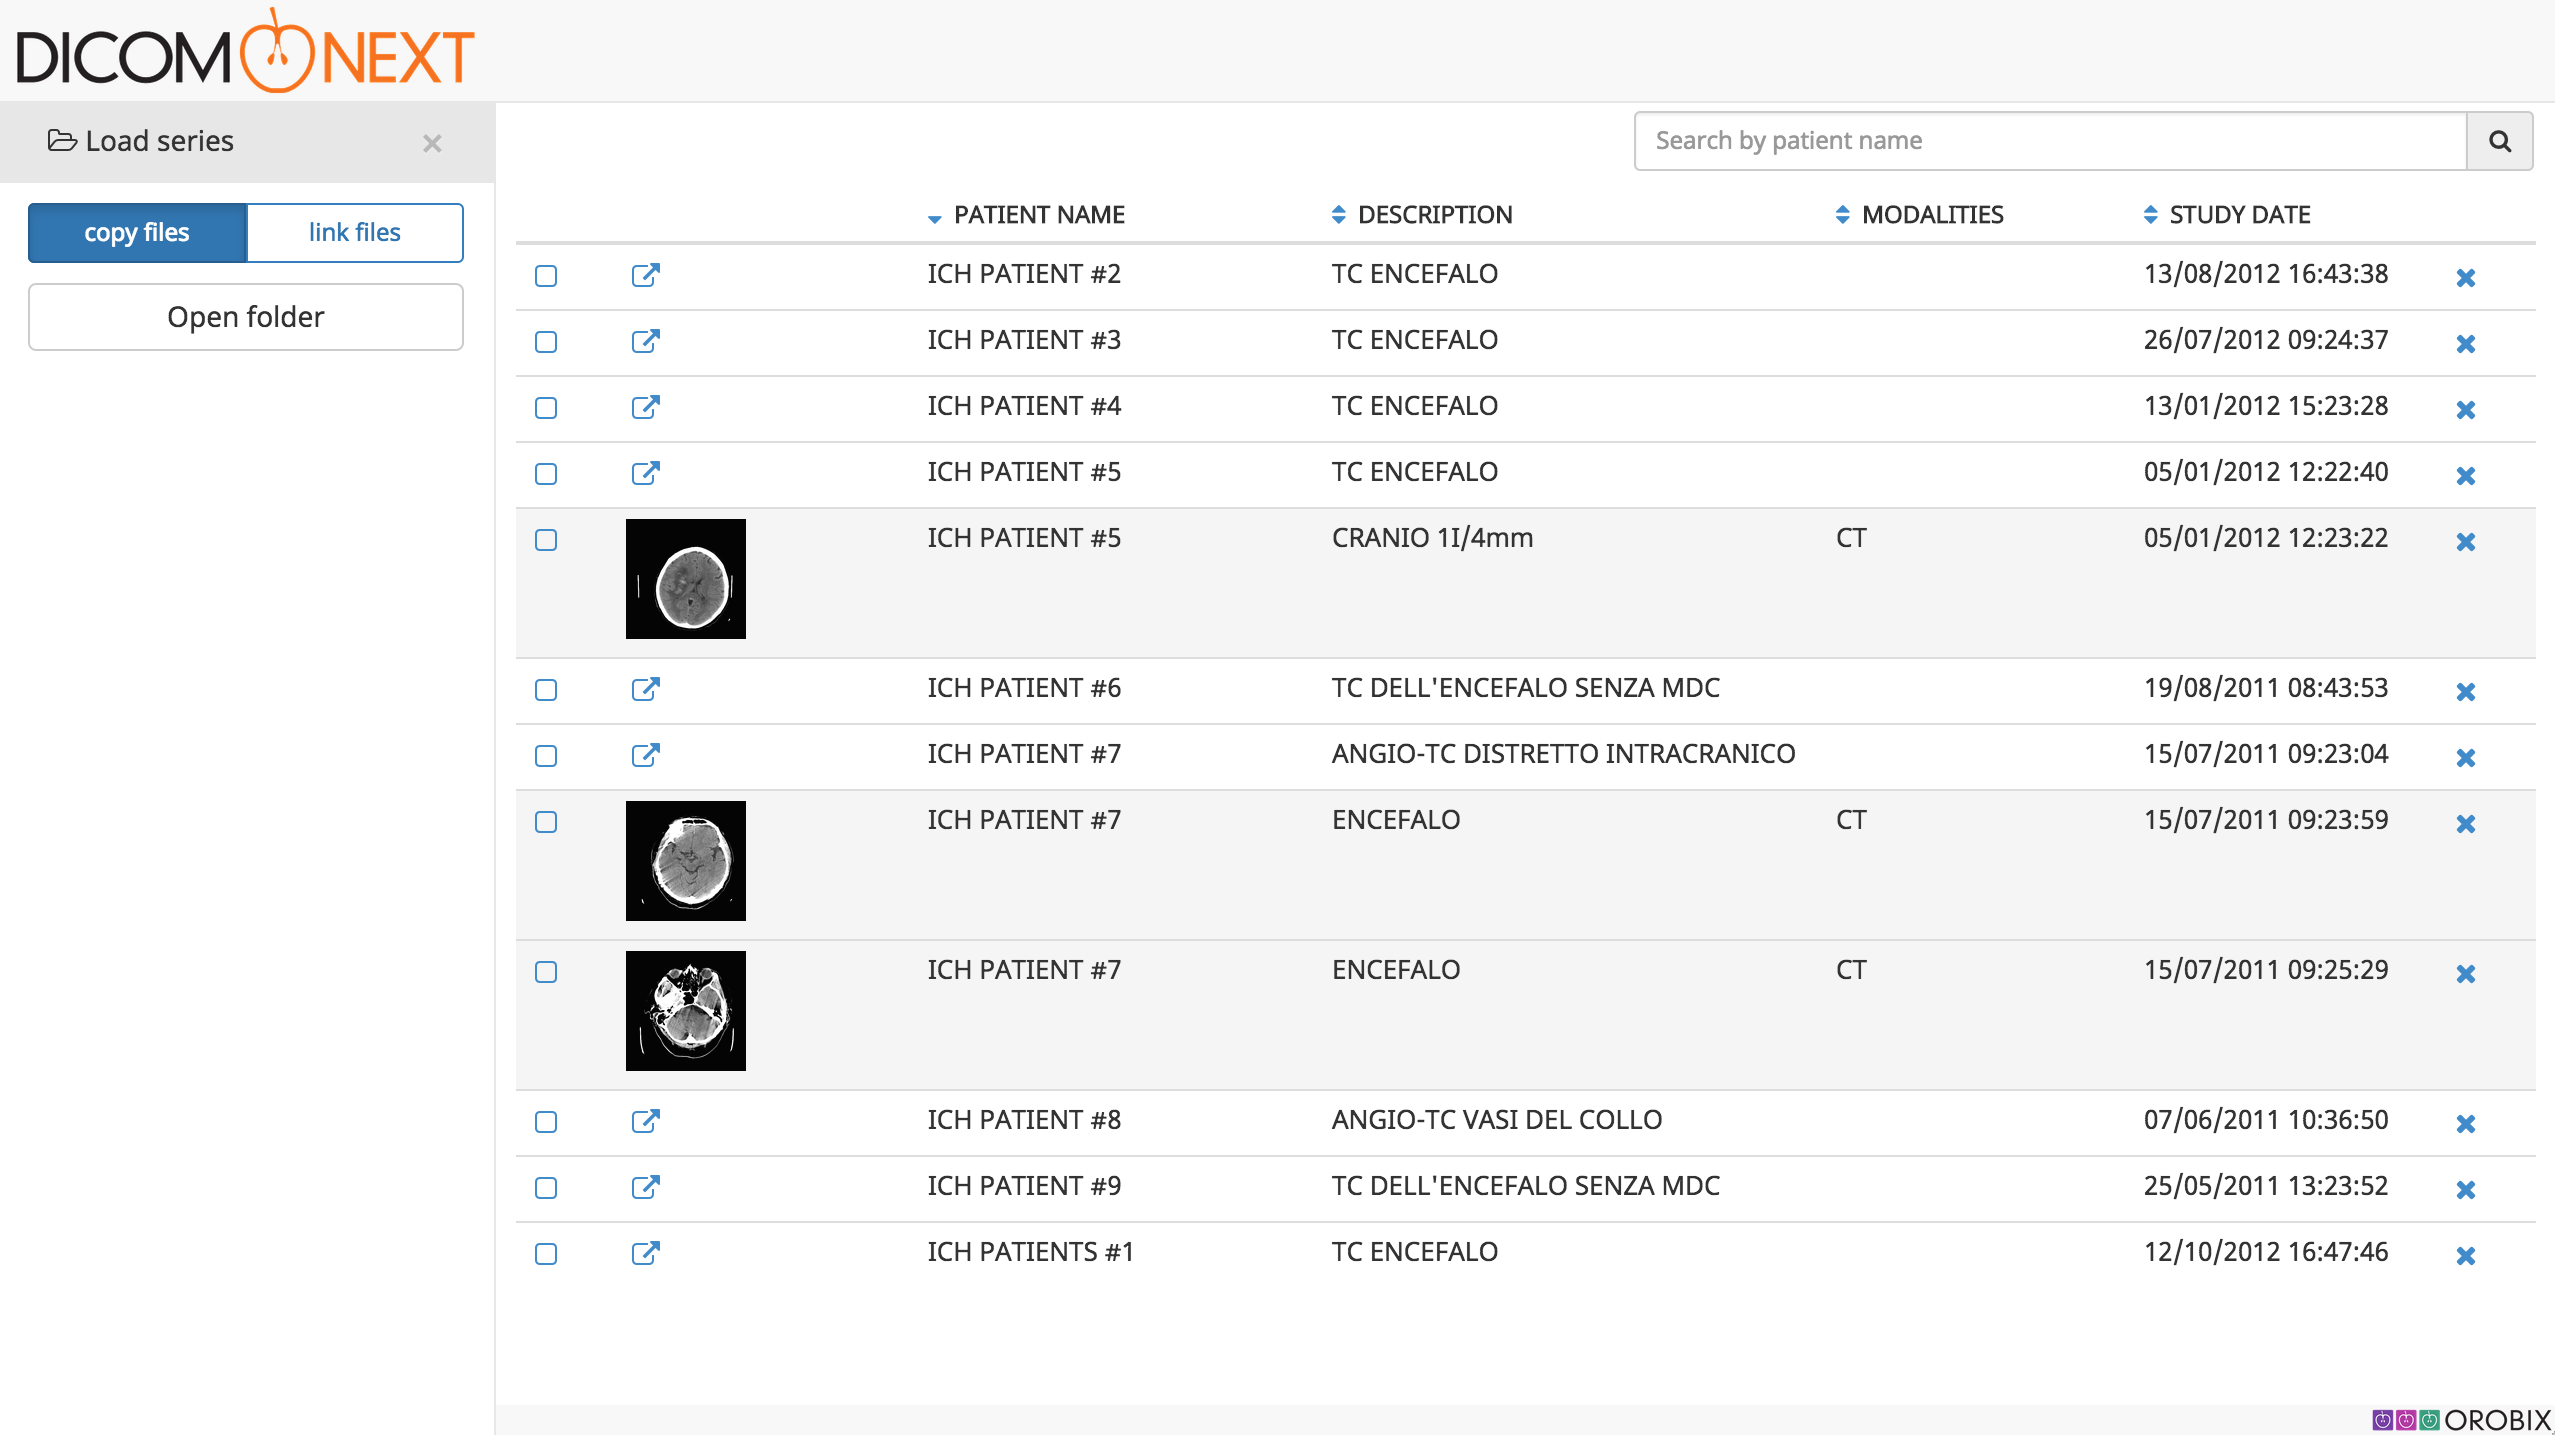 DICOM NEXT
Load series
copy files link files
Open folder
Search by patient name
PATIENT NAME DESCRIPTION MODALITIES STUDY DATE
ICH PATIENT #2 TC ENCEFALO 13/08/2012 16:43:38
ICH PATIENT #3 TC ENCEFALO 26/07/2012 09:24:37
ICH PATIENT #4 TC ENCEFALO 13/01/2012 15:23:28
ICH PATIENT #5 TC ENCEFALO 05/01/2012 12:22:40
ICH PATIENT #5 CRANIO 1I/4mm CT 05/01/2012 12:23:22
ICH PATIENT #6 TC DELL'ENCEFALO SENZA MDC 19/08/2011 08:43:53
ICH PATIENT #7 ANGIO-TC DISTRETTO INTRACRANICO 15/07/2011 09:23:04
ICH PATIENT #7 ENCEFALO CT 15/07/2011 09:23:59
ICH PATIENT #7 ENCEFALO CT 15/07/2011 09:25:29
ICH PATIENT #8 ANGIO-TC VASI DEL COLLO 07/06/2011 10:36:50
ICH PATIENT #9 TC DELL'ENCEFALO SENZA MDC 25/05/2011 13:23:52
ICH PATIENTS #1 TC ENCEFALO 12/10/2012 16:47:46
OROBIX